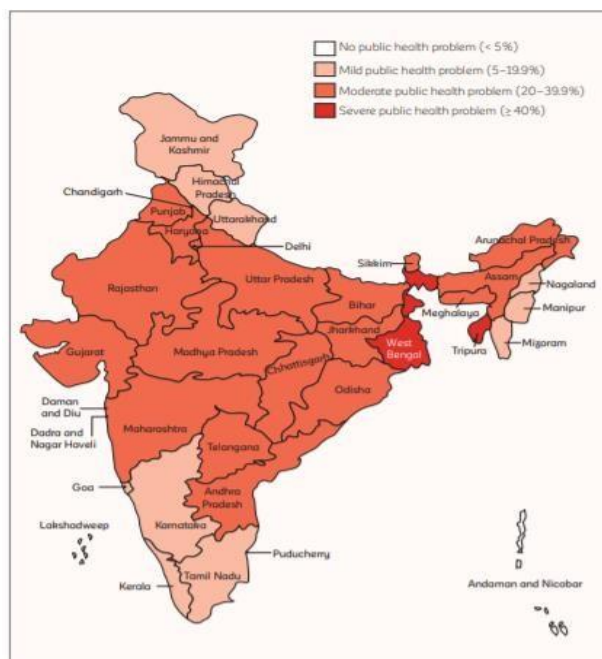 No public health problem (< 5%)
Mild public health problem (5–19.9%)
Moderate public health problem (20–39.9%)
Severe public health problem (≥ 40%)
Jammu and
Kashmir
Himachal
Pradesh
Chandigarh
Punjab
Uttarakhand
Haryana
Delhi
Arunachal Pradesh
Sikkim
Assam
Nagaland
Rajasthan
Uttar Pradesh
Bihar
Meghalaya
Manipur
Jharkhand
Gujarat
Madhya Pradesh
West
Bengal
Tripura
Mizoram
Chhattisgarh
Odisha
Daman
and Diu
Maharashtra
Dadra and
Nagar Haveli
Telangana
Goa
Andhra
Pradesh
Karnataka
Lakshadweep
Puducherry
Kerala
Tamil Nadu
Andaman and Nicobar